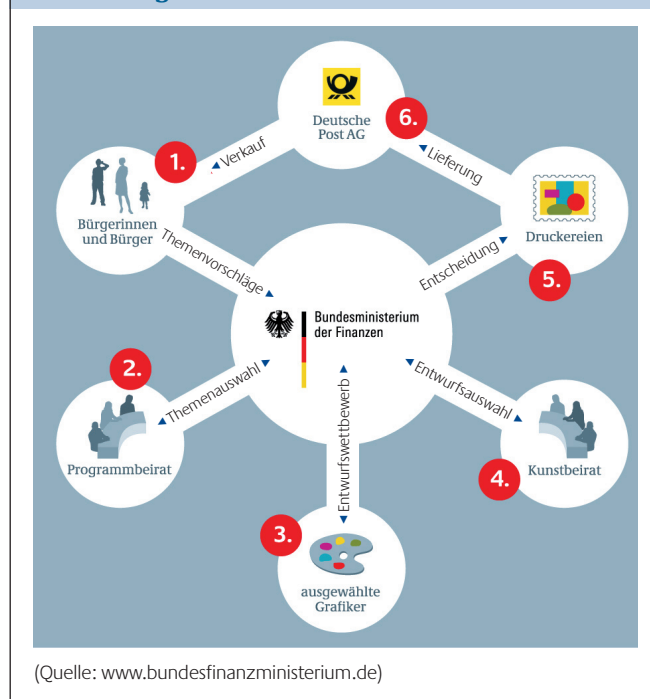 6.
Deutsche
Post AG
1.
Verkauf
Lieferung
Bürgerinnen
und Bürger
Druckereien
Themenvorschläge
Entscheidung
5.
Bundesministerium
der Finanzen
2.
Themenauswahl
Entwurfswettbewerb
Entwurfsauswahl
Programmbeirat
Kunstbeirat
4.
3.
ausgewählte
Grafiker
(Quelle: www.bundesfinanzministerium.de)